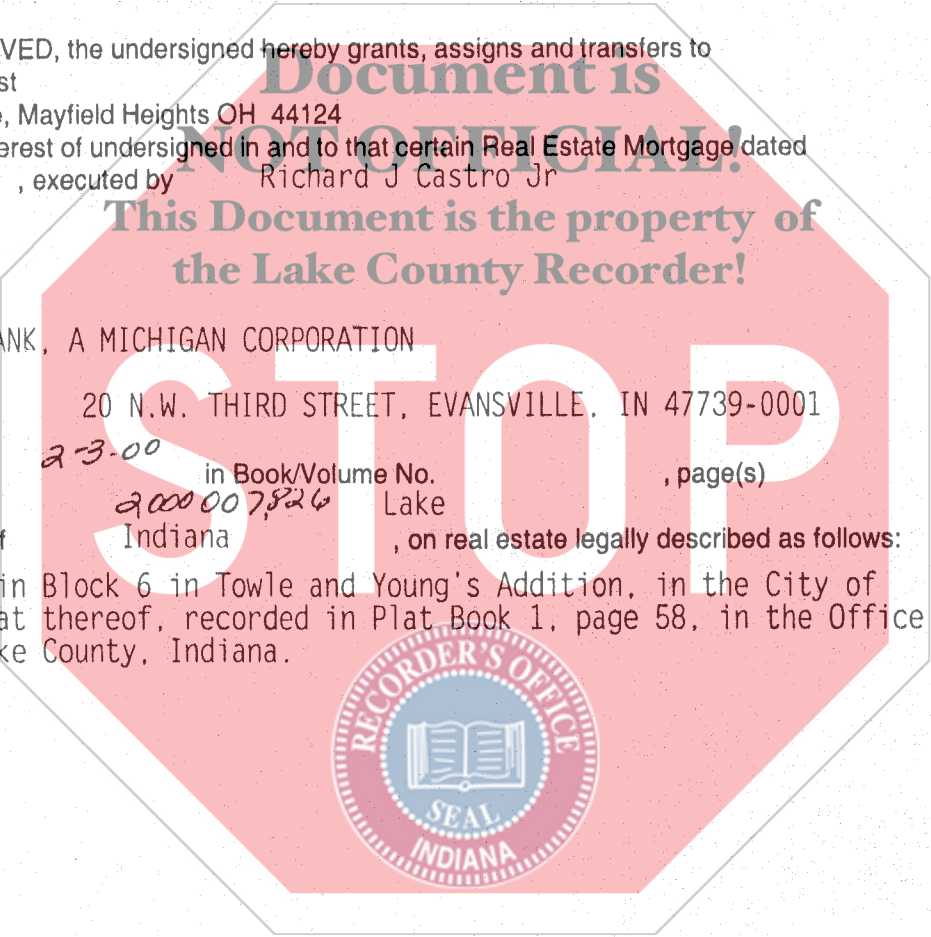 VED, the undersigned hereby grants, assigns and transfers to
Document is
st
e, Mayfield Heights OH 44124
NOT OFFICIAL!
erest of undersigned in and to that certain Real Estate Mortgage dated
, executed by Richard J Castro Jr
This Document is the property of
the Lake County Recorder!
ANK, A MICHIGAN CORPORATION
STOP
20 N.W. THIRD STREET, EVANSVILLE, IN 47739-0001
2-3-00
in Book/Volume No. , page(s)
2000007826 Lake
f Indiana , on real estate legally described as follows:
in Block 6 in Towle and Young's Addition, in the City of
at thereof, recorded in Plat Book 1, page 58, in the Office
ke County, Indiana.
RECORDER'S OFFICE
SEAL
INDIANA